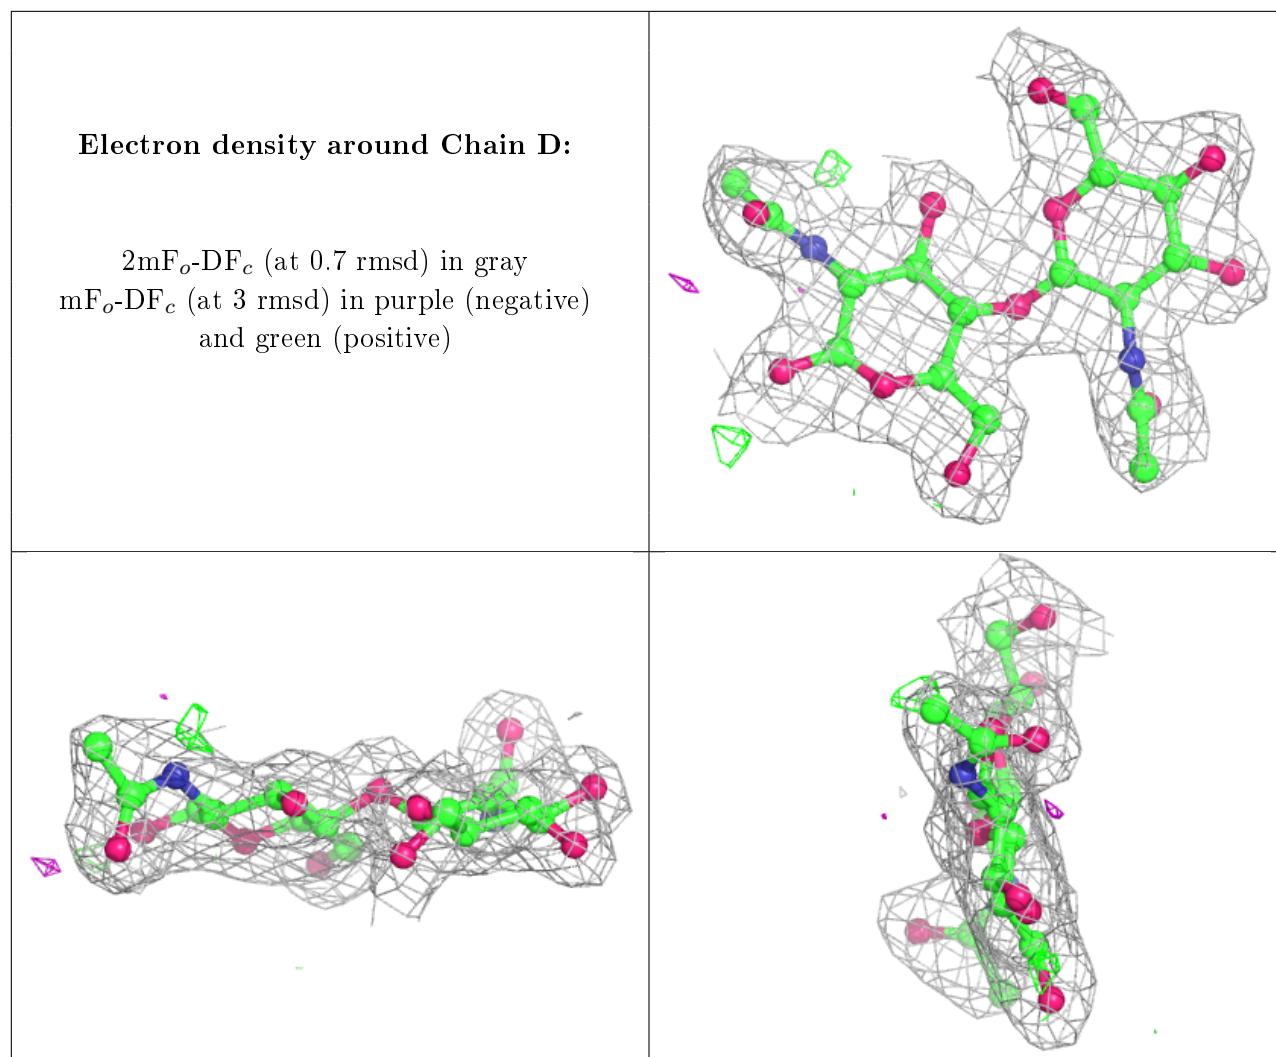 Electron density around Chain D:
2mFₒ-DF𝒸 (at 0.7 rmsd) in gray
mFₒ-DF𝒸 (at 3 rmsd) in purple (negative)
and green (positive)